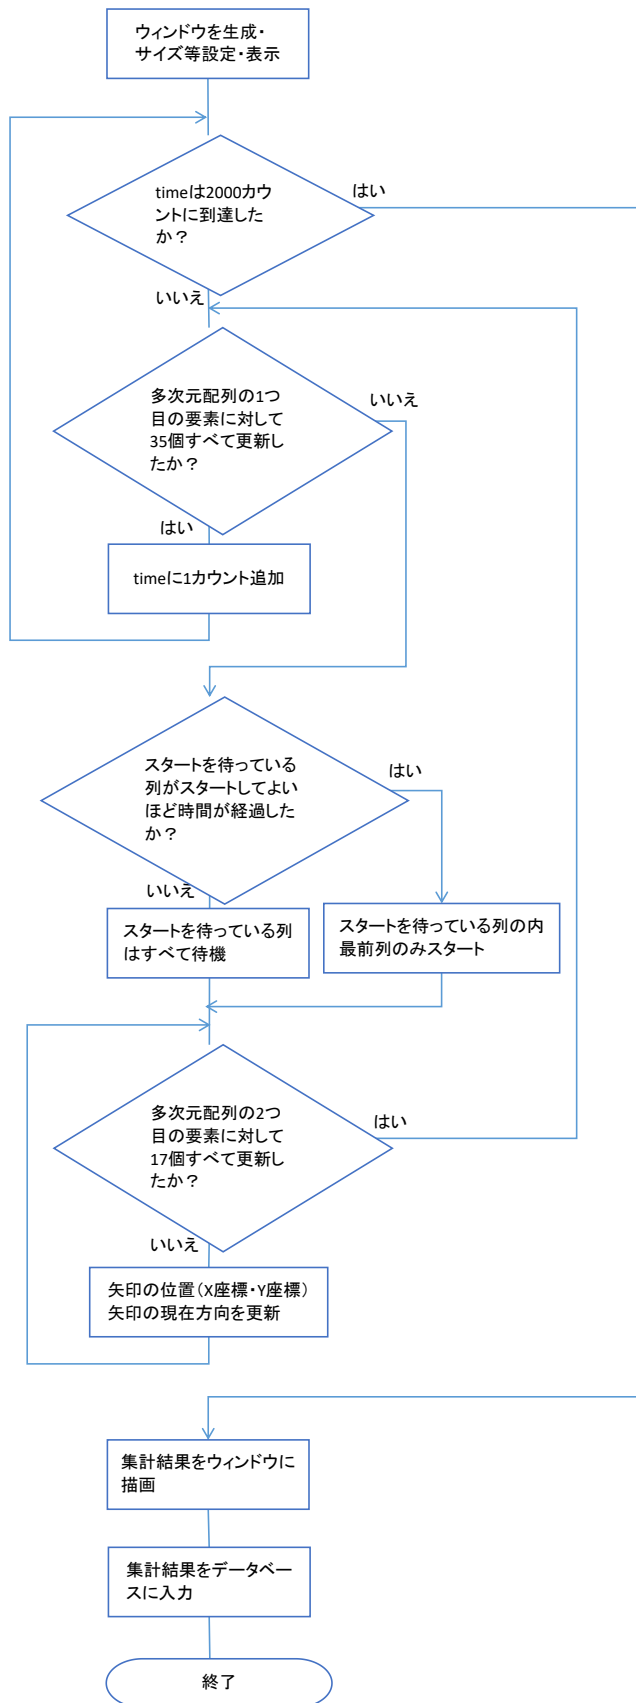 ウィンドウを生成・
サイズ等設定・表示
timeは2000カウ
ントに到達した
か？
はい
いいえ
多次元配列の1つ
目の要素に対して
35個すべて更新し
たか？
いいえ
はい
timeに1カウント追加
スタートを待っている
列がスタートしてよい
ほど時間が経過した
か？
はい
いいえ
スタートを待っている列
はすべて待機
スタートを待っている列の内
最前列のみスタート
多次元配列の2つ
目の要素に対して
17個すべて更新し
たか？
はい
いいえ
矢印の位置（X座標・Y座標）
矢印の現在方向を更新
集計結果をウィンドウに
描画
集計結果をデータベー
スに入力
終了